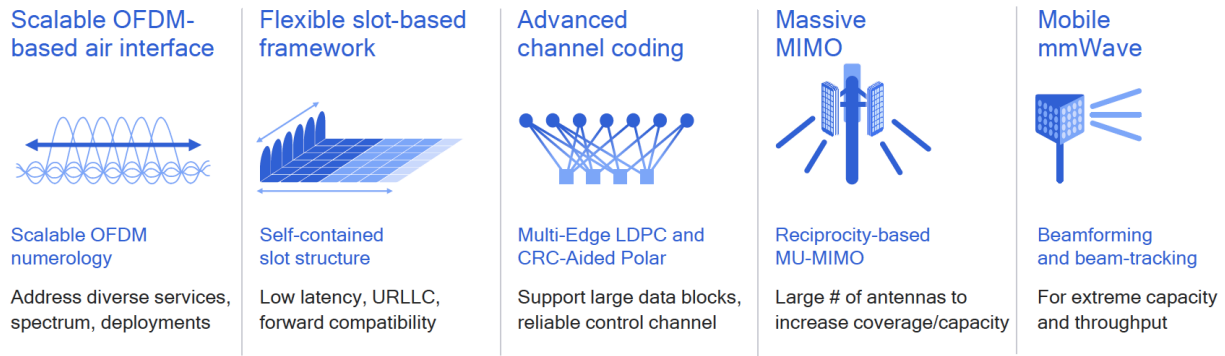 Scalable OFDM-
based air interface
Scalable OFDM
numerology
Address diverse services,
spectrum, deployments
Flexible slot-based
framework
Self-contained
slot structure
Low latency, URLLC,
forward compatibility
Advanced
channel coding
Multi-Edge LDPC and
CRC-Aided Polar
Support large data blocks,
reliable control channel
Massive
MIMO
Reciprocity-based
MU-MIMO
Large # of antennas to
increase coverage/capacity
Mobile
mmWave
Beamforming
and beam-tracking
For extreme capacity
and throughput